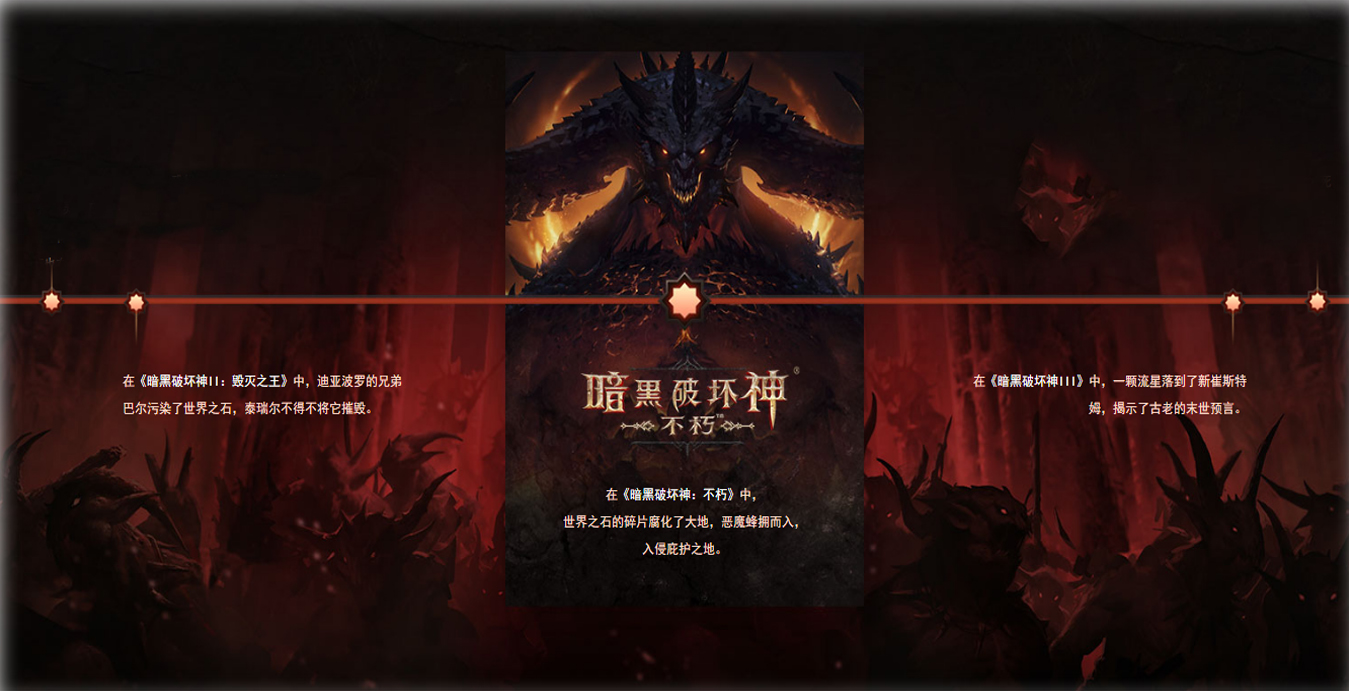 在《暗黑破坏神II：毁灭之王》中，迪亚波罗的兄弟
巴尔污染了世界之石，泰瑞尔不得不将它摧毁。
暗黑破坏神®
不朽™
在《暗黑破坏神：不朽》中，
世界之石的碎片腐化了大地，恶魔蜂拥而入，
入侵庇护之地。
在《暗黑破坏神III》中，一颗流星落到了新崔斯特
姆，揭示了古老的末世预言。